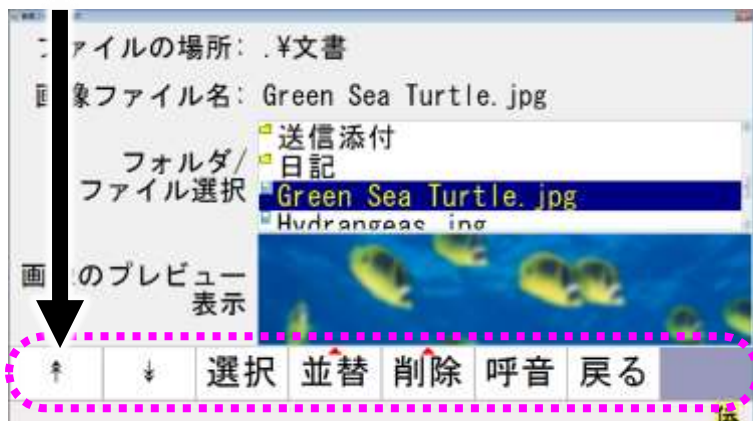 ファイルの場所: .¥文書
画像ファイル名: Green Sea Turtle.jpg
送信添付
フォルダ/
日記
ファイル選択
Green Sea Turtle.jpg
Hydrangeas.jpg
のプレビュー
表示
↟ ↡ 選択 並替 削除 呼音 戻る